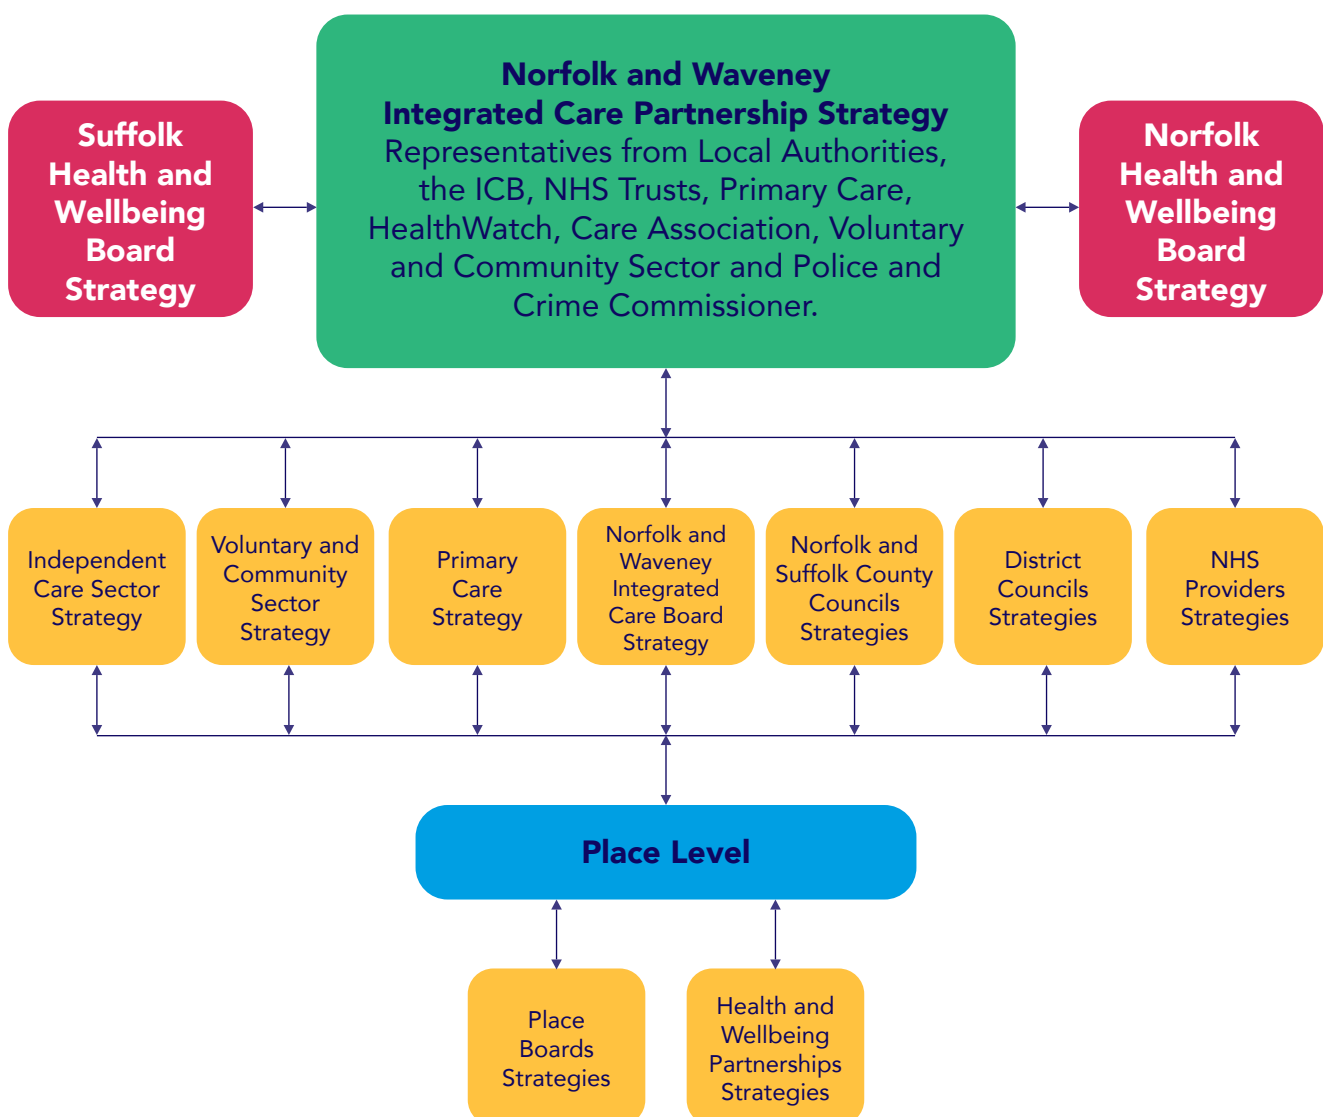 Norfolk and Waveney
Integrated Care Partnership Strategy
Representatives from Local Authorities,
the ICB, NHS Trusts, Primary Care,
HealthWatch, Care Association, Voluntary
and Community Sector and Police and
Crime Commissioner.
Suffolk
Health and
Wellbeing
Board
Strategy
Norfolk
Health and
Wellbeing
Board
Strategy
Independent
Care Sector
Strategy
Voluntary and
Community
Sector
Strategy
Primary
Care
Strategy
Norfolk and
Waveney
Integrated
Care Board
Strategy
Norfolk and
Suffolk County
Councils
Strategies
District
Councils
Strategies
NHS
Providers
Strategies
Place Level
Place
Boards
Strategies
Health and
Wellbeing
Partnerships
Strategies